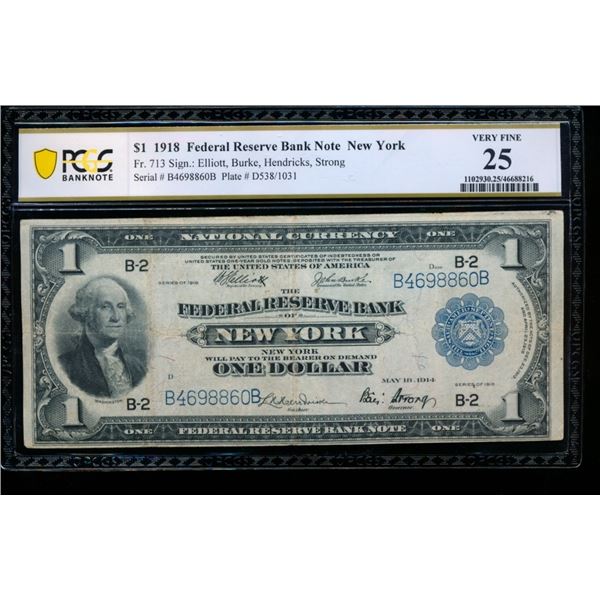 PCGS
BANKNOTE
$1 1918 Federal Reserve Bank Note New York
Fr. 713 Sign.: Elliott, Burke, Hendricks, Strong
Serial # B4698860B Plate # D538/1031
VERY FINE
25
1102930.25/46688216
ONE NATIONAL CURRENCY ONE
SECURED BY UNITED STATES CERTIFICATES OF INDEBTEDNESS OR
UNITED STATES ONE-YEAR GOLD NOTES, DEPOSITED WITH THE TREASURER OF
THE UNITED STATES OF AMERICA
1 B-2 B-2 1
SERIES OF 1918
B4698860B
THE
FEDERAL RESERVE BANK
OF
NEW YORK
NEW YORK
WILL PAY TO THE BEARER ON DEMAND
ONE DOLLAR
D
MAY 18, 1914
SERIES OF 1918
WASHINGTON
1 B-2 B4698860B B-2 1
Governor
ONE FEDERAL RESERVE BANK NOTE ONE